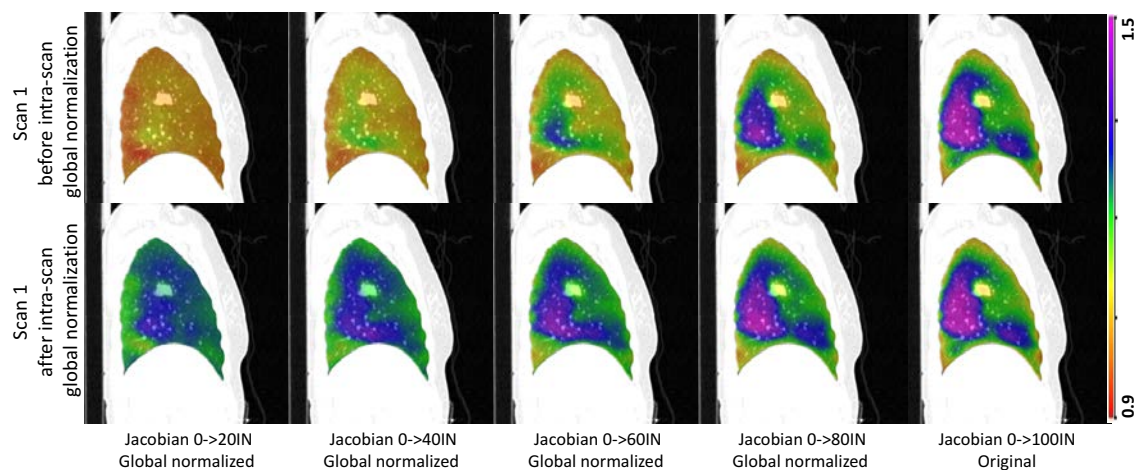 Scan 1
before intra-scan
global normalization
1.5
Scan 1
after intra-scan
global normalization
0.9
Jacobian 0->20IN
Global normalized
Jacobian 0->40IN
Global normalized
Jacobian 0->60IN
Global normalized
Jacobian 0->80IN
Global normalized
Jacobian 0->100IN
Original